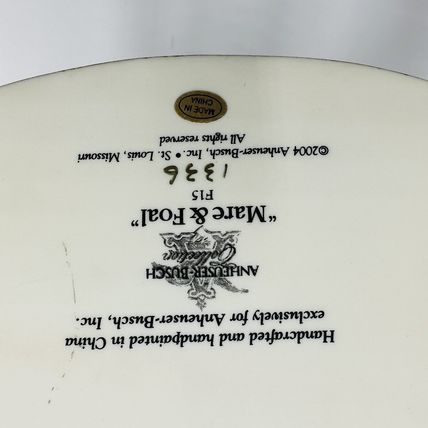 Handcrafted and handpainted in China
exclusively for Anheuser-Busch, Inc.
ANHEUSER-BUSCH
Collection
"Mare & Foal"
F15
1336
©2004 Anheuser-Busch, Inc. • St. Louis, Missouri
All rights reserved
MADE IN
CHINA